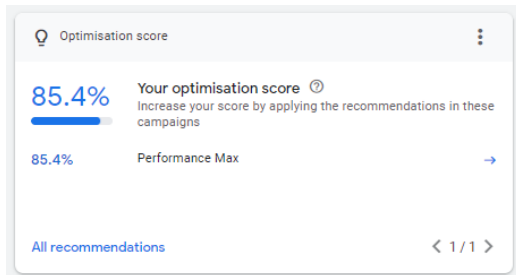 Optimisation score
85.4%
Your optimisation score
Increase your score by applying the recommendations in these
campaigns
85.4% Performance Max
All recommendations
1 / 1